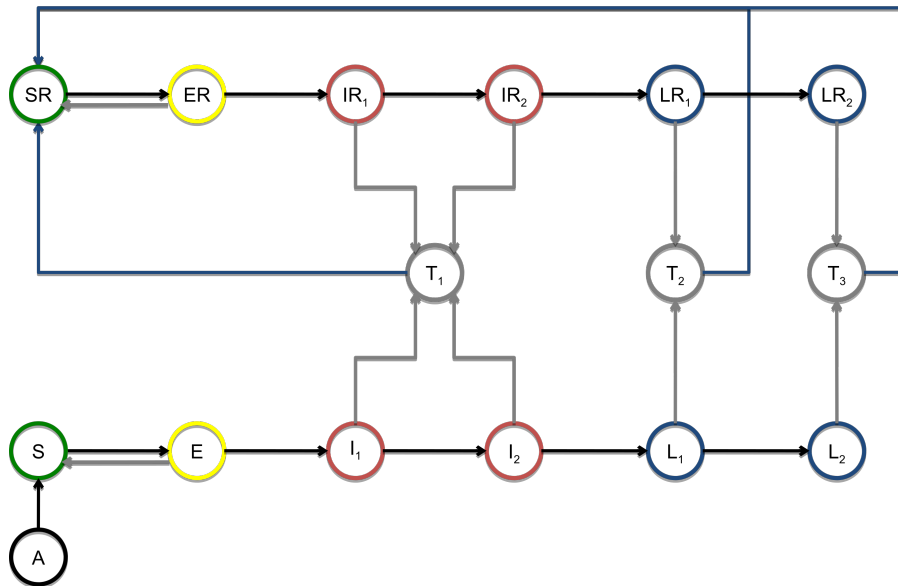 SR ER IR₁ IR₂ LR₁ LR₂
T₁ T₂ T₃
S E I₁ I₂ L₁ L₂
A